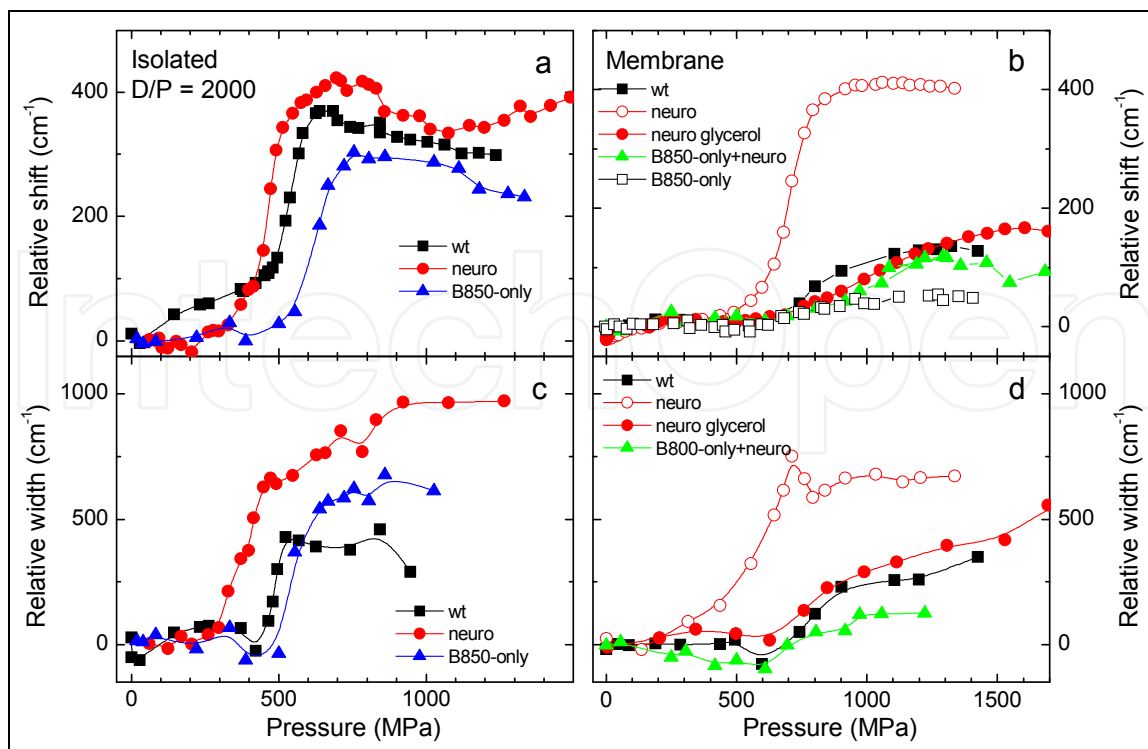 Isolated
D/P = 2000
a
Relative shift (cm-1)
400
200
0
wt
neuro
B850-only
Membrane
b
wt
neuro
neuro glycerol
B850-only+neuro
B850-only
400
200
0
Relative shift (cm-1)
c
Relative width (cm-1)
1000
500
0
wt
neuro
B850-only
0 500 1000
Pressure (MPa)
d
wt
neuro
neuro glycerol
B800-only+neuro
1000
500
0
Relative width (cm-1)
0 500 1000 1500
Pressure (MPa)
IntechOpen